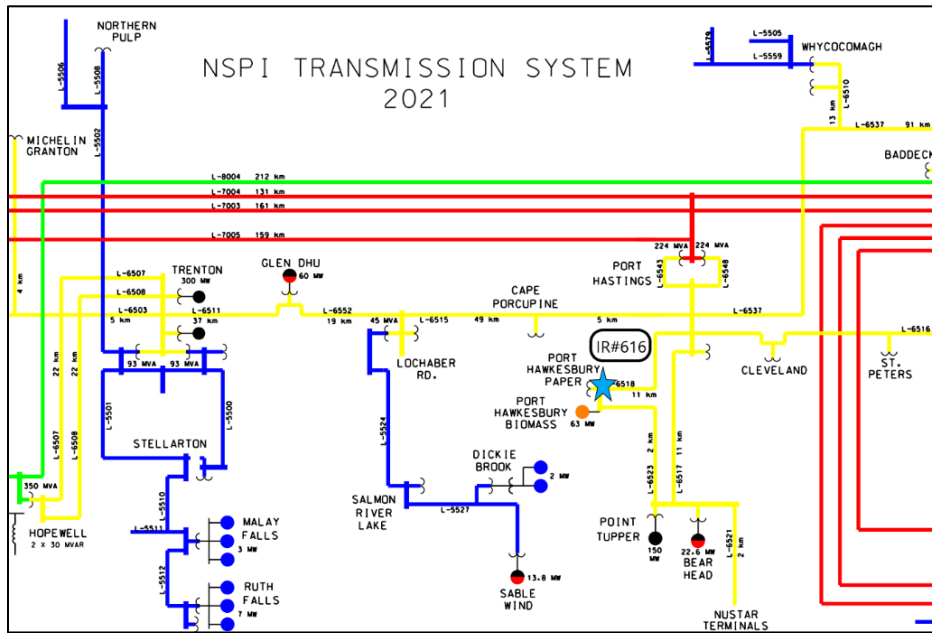 NORTHERN
PULP
NSPI TRANSMISSION SYSTEM
2021
L-5506
L-5508
L-5502
L-5579
L-5505
L-5559
WHYCOCOMAGH
L-6510
13 km
L-6537 91 km
BADDECK
MICHELIN
GRANTON
4 km
L-8004 212 km
L-7004 131 km
L-7003 161 km
L-7005 159 km
224 MVA 224 MVA
L-6543
L-6548
PORT
HASTINGS
L-6507
L-6508
TRENTON
300 MW
GLEN DHU
60 MW
L-6503
5 km
L-6511
37 km
L-6552
19 km
45 MVA
L-6515
49 km
CAPE
PORCUPINE
5 km
L-6537
L-6516
93 MVA 93 MVA
LOCHABER
RD.
IR#616
PORT
HAWKESBURY
PAPER
6518
11 km
CLEVELAND
ST.
PETERS
PORT
HAWKESBURY
BIOMASS
63 MW
22 km
22 km
L-6507
L-6508
L-5501
L-5500
L-5524
STELLARTON
350 MVA
HOPEWELL
2 X 30 MVAR
L-5510
L-5511
MALAY
FALLS
3 MW
L-5512
RUTH
FALLS
7 MW
SALMON
RIVER
LAKE
L-5527
DICKIE
BROOK
2 MW
13.8 MW
SABLE
WIND
2 km
11 km
L-6523
L-6517
POINT
TUPPER
150
MW
22.6 MW
BEAR
HEAD
L-6521
2 km
NUSTAR
TERMINALS